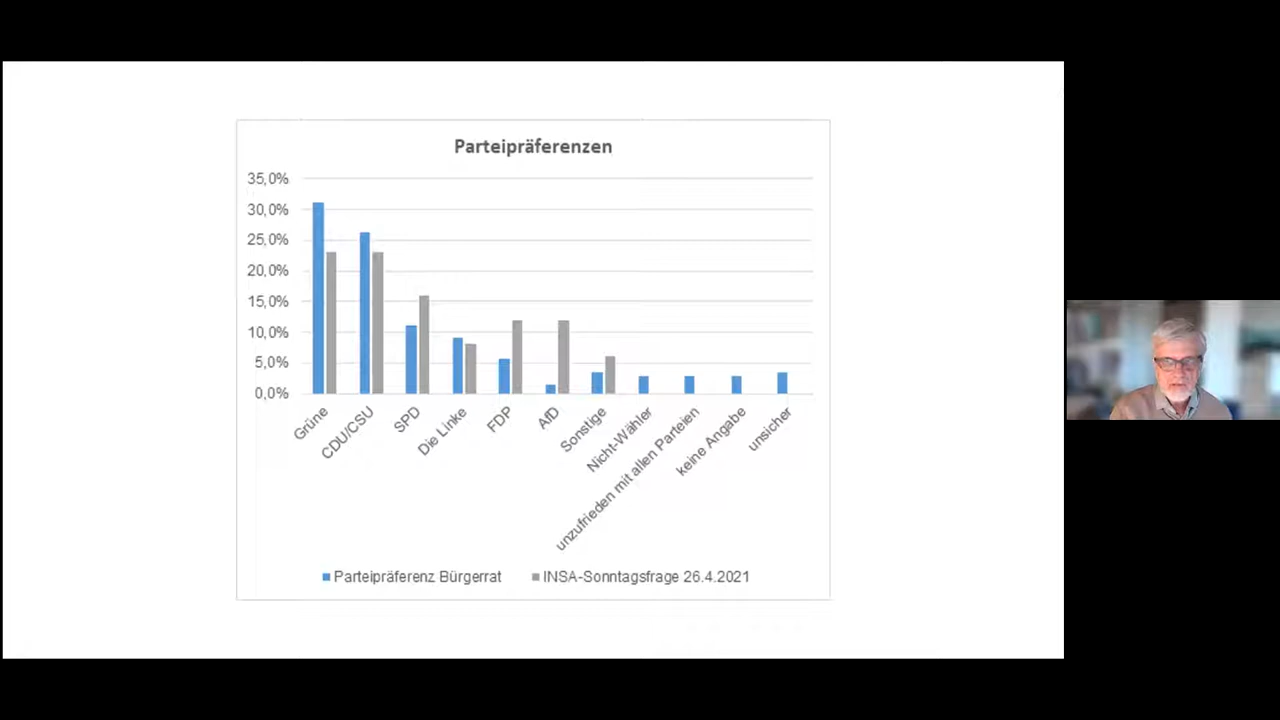 Parteipräferenzen
35,0%
30,0%
25,0%
20,0%
15,0%
10,0%
5,0%
0,0%
Grüne
CDU/CSU
SPD
Die Linke
FDP
AfD
Sonstige
Nicht-Wähler
unzufrieden mit allen Parteien
keine Angabe
unsicher
Parteipräferenz Bürgerrat
INSA-Sonntagsfrage 26.4.2021